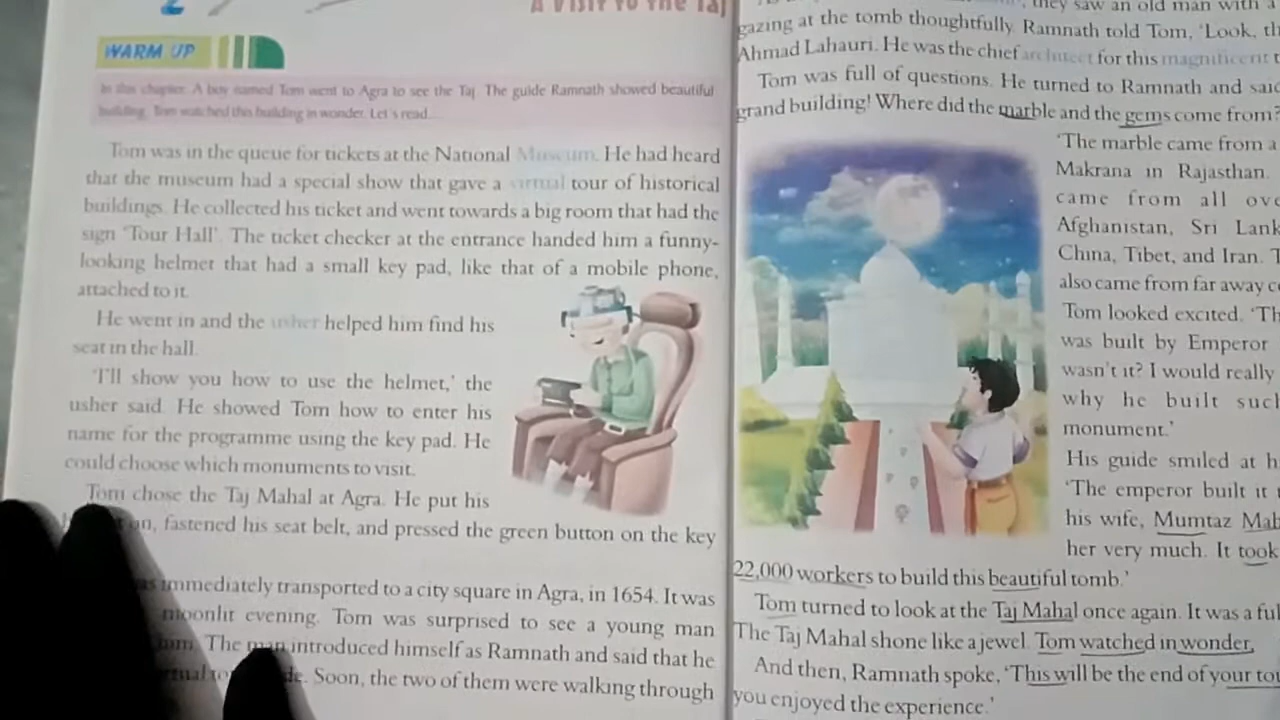 A Visit to the Taj
WARM UP
In this chapter. A boy named Tom went to Agra to see the Taj. The guide Ramnath showed beautiful
building. Tom watched this building in wonder. Let's read...
Tom was in the queue for tickets at the National Museum. He had heard
that the museum had a special show that gave a virtual tour of historical
buildings. He collected his ticket and went towards a big room that had the
sign 'Tour Hall'. The ticket checker at the entrance handed him a funny-
looking helmet that had a small key pad, like that of a mobile phone,
attached to it.
He went in and the usher helped him find his
seat in the hall.
'I'll show you how to use the helmet,' the
usher said. He showed Tom how to enter his
name for the programme using the key pad. He
could choose which monuments to visit.
Tom chose the Taj Mahal at Agra. He put his
on, fastened his seat belt, and pressed the green button on the key
immediately transported to a city square in Agra, in 1654. It was
moonlit evening. Tom was surprised to see a young man
The man introduced himself as Ramnath and said that he
Soon, the two of them were walking through
they saw an old man with a
gazing at the tomb thoughtfully. Ramnath told Tom, 'Look,
Ahmad Lahauri. He was the chief architect for this magnificent
Tom was full of questions. He turned to Ramnath and
grand building! Where did the marble and the gems come from?
'The marble came from a
Makrana in Rajasthan.
came from all
Afghanistan, Sri
China, Tibet, and Iran.
also came from far away
Tom looked excited.
was built by Emperor
wasn't it? I would really
why he built
monument.'
His guide smiled at
'The emperor built it
his wife, Mumtaz
her very much. It took
22,000 workers to build this beautiful tomb.'
Tom turned to look at the Taj Mahal once again. It was a
The Taj Mahal shone like a jewel. Tom watched in wonder.
And then, Ramnath spoke, 'This will be the end of your
you enjoyed the experience.'